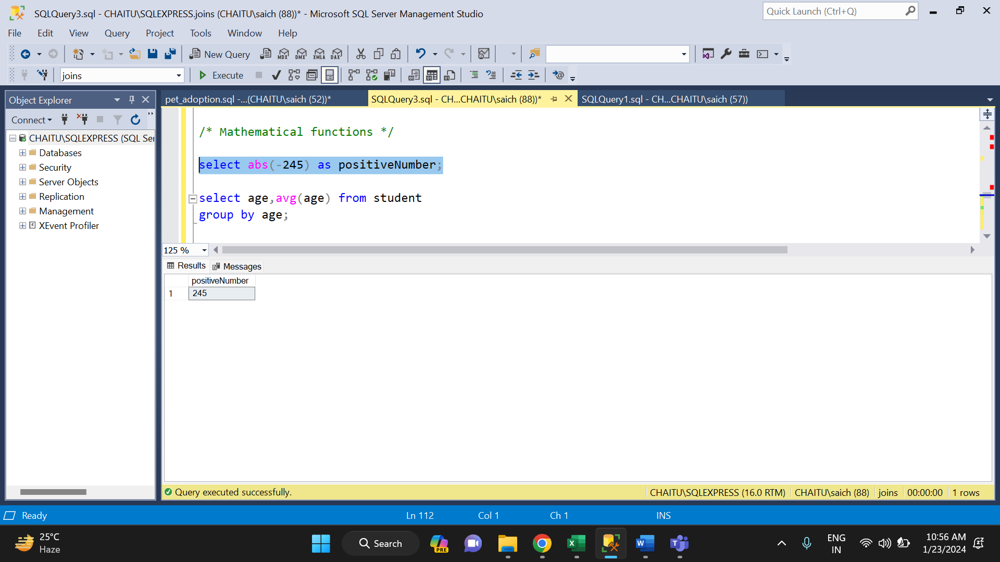 SQLQuery3.sql - CHAITU\SQLEXPRESS.joins (CHAITU\saich (88))* - Microsoft SQL Server Management Studio
Quick Launch (Ctrl+Q)
File Edit View Query Project Tools Window Help
New Query MDX DMX XMLA DAX
joins Execute
Object Explorer
pet_adoption.sql -...(CHAITU\saich (52))* SQLQuery3.sql - CH...CHAITU\saich (88))* SQLQuery1.sql - CH...CHAITU\saich (57))
Connect
CHAITU\SQLEXPRESS (SQL Ser
Databases
Security
Server Objects
Replication
Management
XEvent Profiler
/* Mathematical functions */
select abs(-245) as positiveNumber;
select age,avg(age) from student
group by age;
125 %
Results Messages
positiveNumber
1 245
Query executed successfully. CHAITU\SQLEXPRESS (16.0 RTM) CHAITU\saich (88) joins 00:00:00 1 rows
Ready Ln 112 Col 1 Ch 1 INS
25°C
Haze
Search
PRE
ENG
IN
10:56 AM
1/23/2024